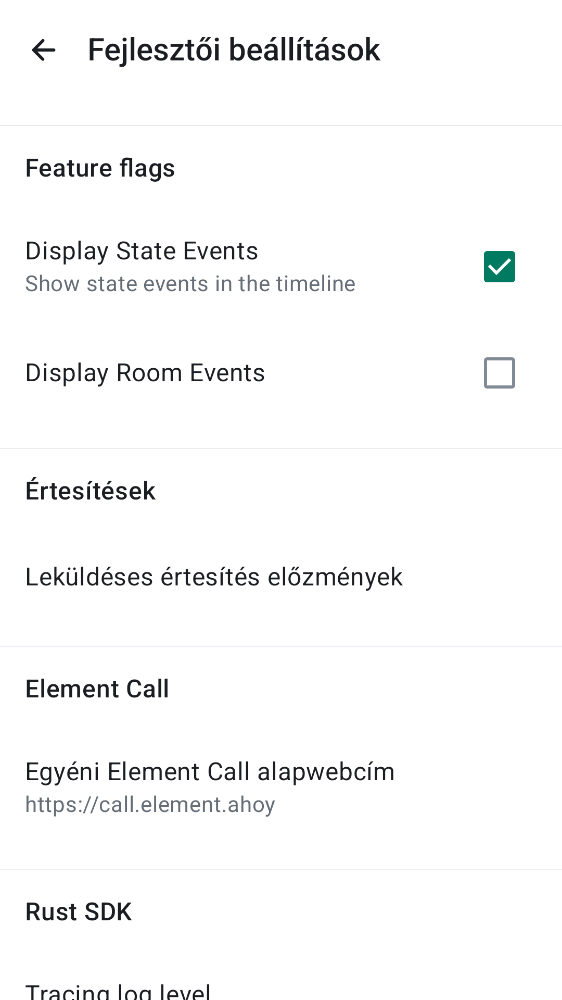 Fejlesztői beállítások
Feature flags
Display State Events
Show state events in the timeline
Display Room Events
Értesítések
Leküldéses értesítés előzmények
Element Call
Egyéni Element Call alapwebcím
https://call.element.ahoy
Rust SDK
Tracing log level